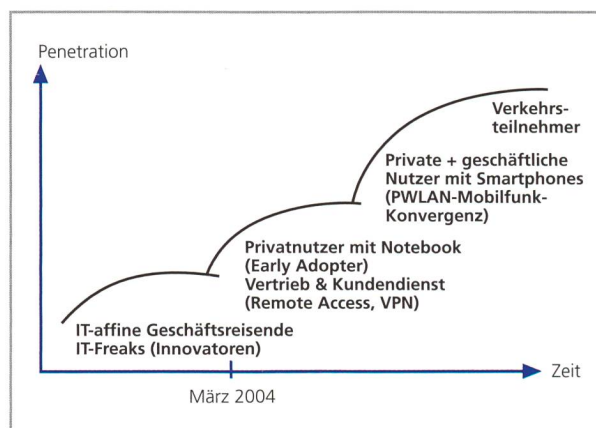 Penetration
Verkehrs-
teilnehmer
Private + geschäftliche
Nutzer mit Smartphones
(PWLAN-Mobilfunk-
Konvergenz)
Privatnutzer mit Notebook
(Early Adopter)
Vertrieb & Kundendienst
(Remote Access, VPN)
IT-affine Geschäftsreisende
IT-Freaks (Innovatoren)
Zeit
März 2004